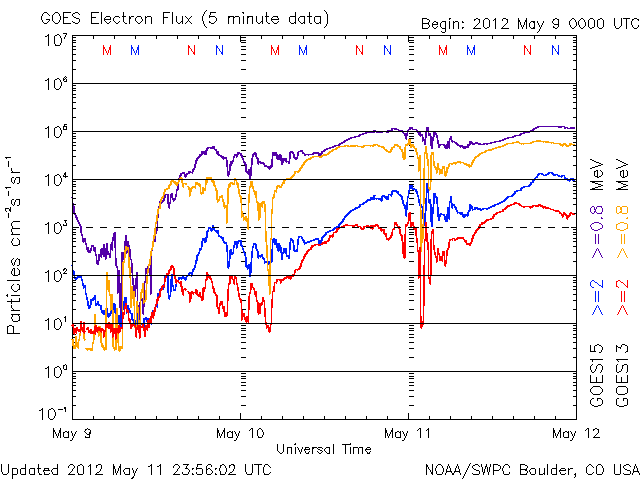 GOES Electron Flux (5 minute data)
Begin: 2012 May 9 0000 UTC
M M N N M M N N M M N N
10⁷
10⁶
10⁵
10⁴
10³
10²
10¹
10⁰
10⁻¹
Particles cm⁻²s⁻¹sr⁻¹
May 9 May 10 May 11 May 12
Universal Time
GOES15 >=2 >=0.8 MeV
GOES13 >=2 >=0.8 MeV
Updated 2012 May 11 23:56:02 UTC
NOAA/SWPC Boulder, CO USA